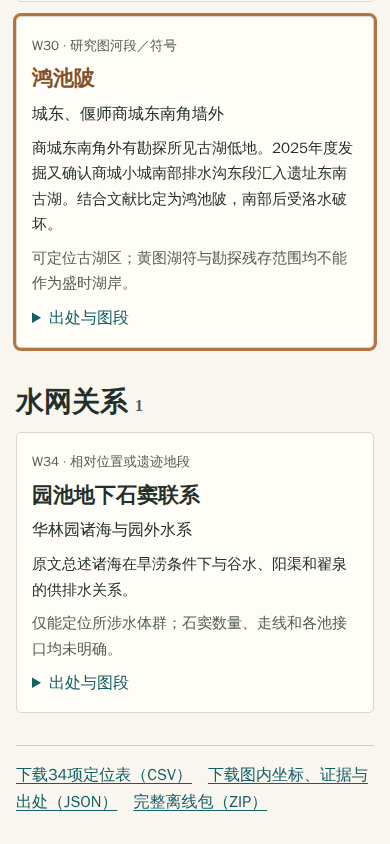 W30 · 研究图河段／符号
鸿池陂
城东、偃师商城东南角墙外
商城东南角外有勘探所见古湖低地。2025年度发
掘又确认商城小城南部排水沟东段汇入遗址东南
古湖。结合文献比定为鸿池陂，南部后受洛水破
坏。
可定位古湖区；黄图湖符与勘探残存范围均不能
作为盛时湖岸。
▶ 出处与图段
水网关系 1
W34 · 相对位置或遗迹地段
园池地下石窦联系
华林园诸海与园外水系
原文总述诸海在旱涝条件下与谷水、阳渠和翟泉
的供排水关系。
仅能定位所涉水体群；石窦数量、走线和各池接
口均未明确。
▶ 出处与图段
下载34项定位表（CSV） 下载图内坐标、证据与
出处（JSON） 完整离线包（ZIP）